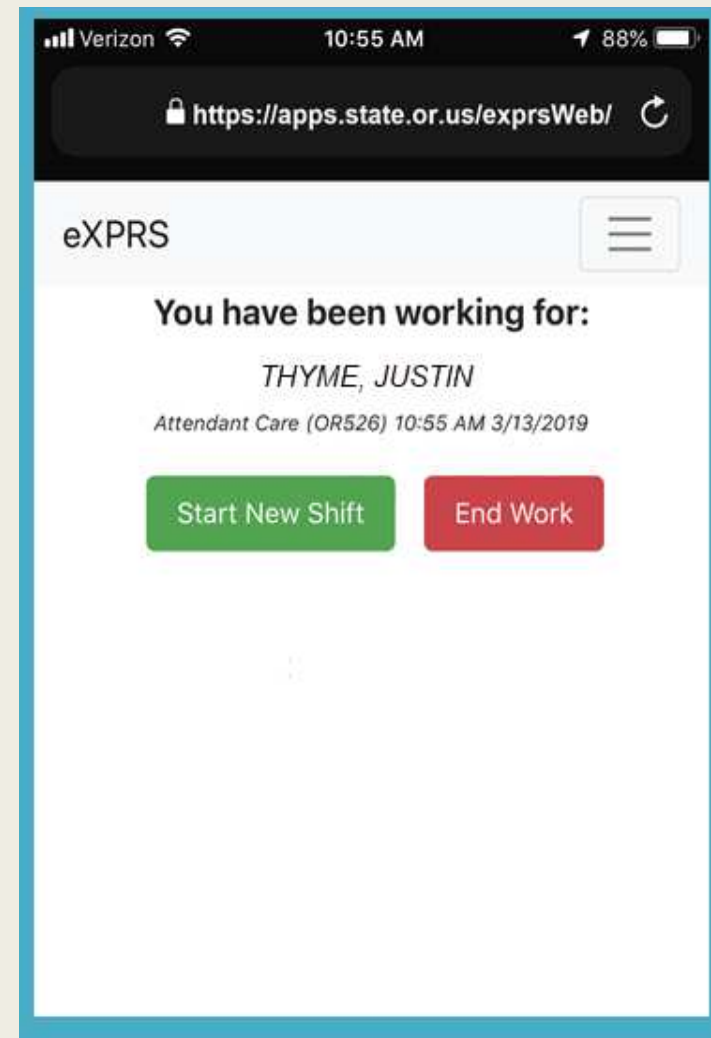 Verizon 10:55 AM 88%
https://apps.state.or.us/exprsWeb/
eXPRS
You have been working for:
THYME, JUSTIN
Attendant Care (OR526) 10:55 AM 3/13/2019
Start New Shift End Work